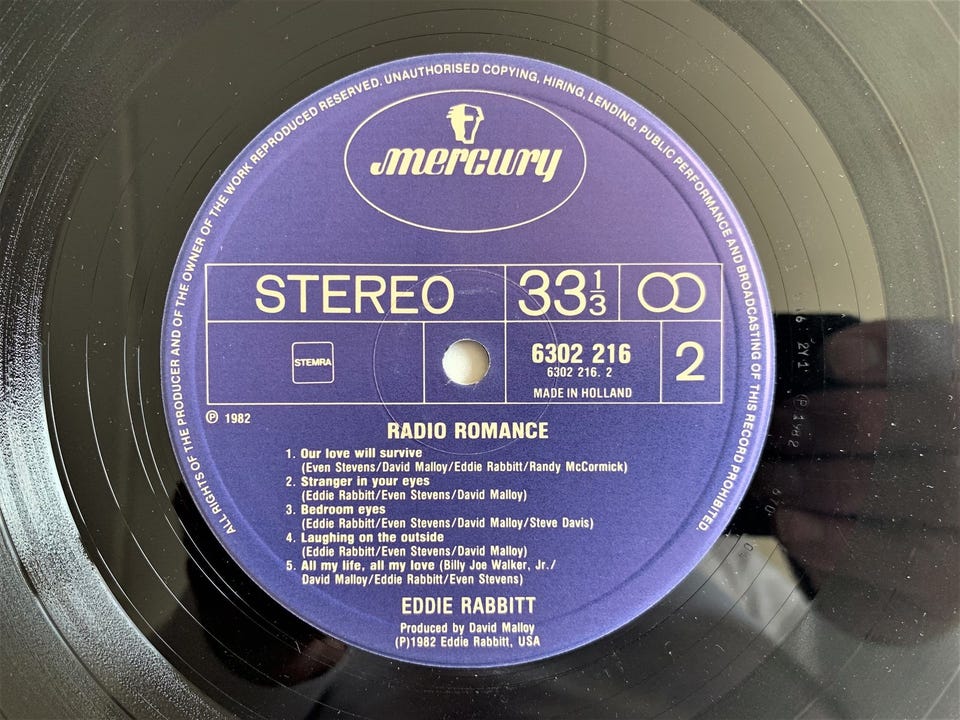 ALL RIGHTS OF THE PRODUCER AND OF THE OWNER OF THE WORK REPRODUCED RESERVED. UNAUTHORISED COPYING, HIRING, LENDING, PUBLIC PERFORMANCE AND BROADCASTING OF THIS RECORD PROHIBITED.
mercury
STEREO 33 1/3
STEMRA
6302 216
6302 216. 2
MADE IN HOLLAND
2
℗ 1982
RADIO ROMANCE
1. Our love will survive
(Even Stevens/David Malloy/Eddie Rabbitt/Randy McCormick)
2. Stranger in your eyes
(Eddie Rabbitt/Even Stevens/David Malloy)
3. Bedroom eyes
(Eddie Rabbitt/Even Stevens/David Malloy/Steve Davis)
4. Laughing on the outside
(Eddie Rabbitt/Even Stevens/David Malloy)
5. All my life, all my love (Billy Joe Walker, Jr./
David Malloy/Eddie Rabbitt/Even Stevens)
EDDIE RABBITT
Produced by David Malloy
(P)1982 Eddie Rabbitt, USA